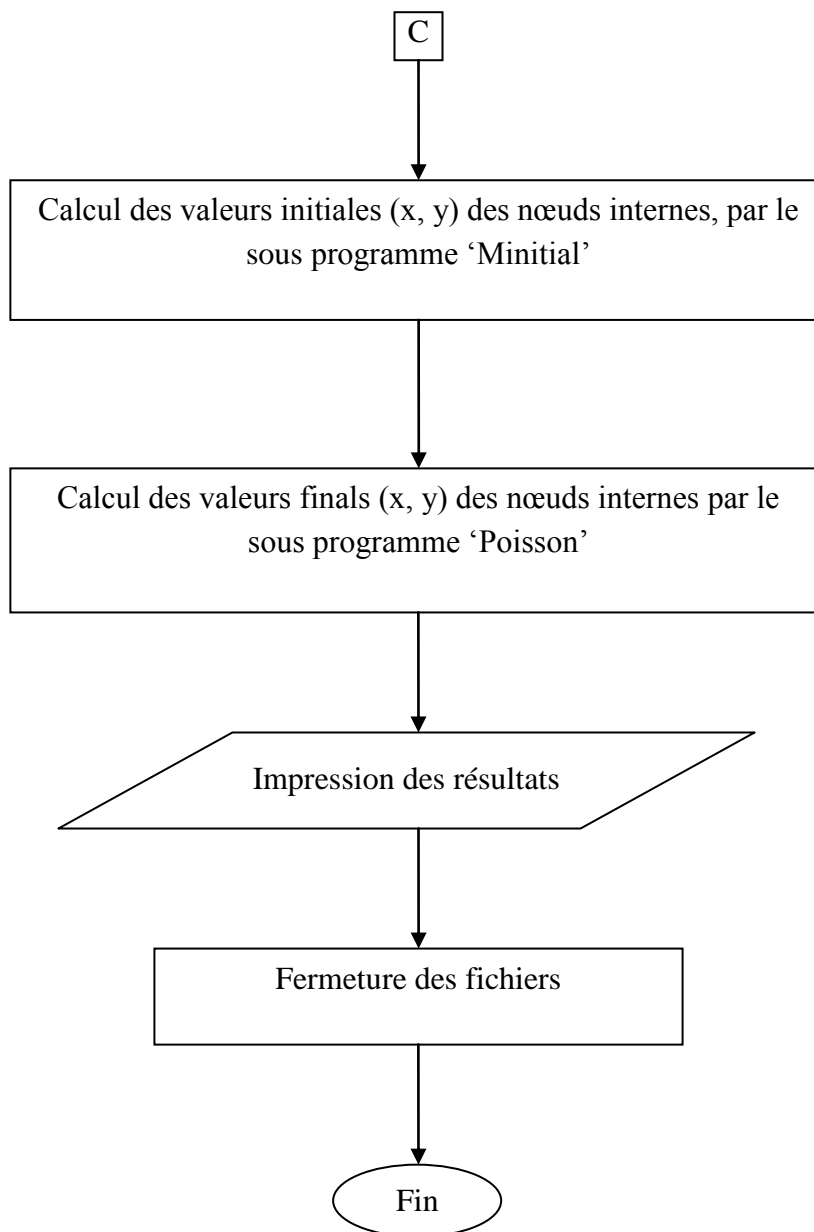 C
Calcul des valeurs initiales (x, y) des nœuds internes, par le
sous programme ‘Minitial’
Calcul des valeurs finals (x, y) des nœuds internes par le
sous programme ‘Poisson’
Impression des résultats
Fermeture des fichiers
Fin